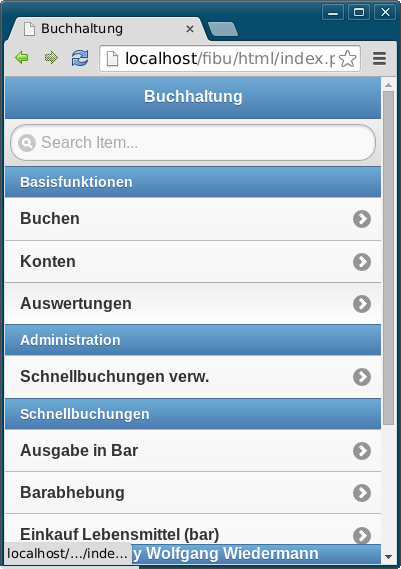 Buchhaltung
localhost/fibu/html/index.p
Buchhaltung
Search Item...
Basisfunktionen
Buchen
Konten
Auswertungen
Administration
Schnellbuchungen verw.
Schnellbuchungen
Ausgabe in Bar
Barabhebung
Einkauf Lebensmittel (bar)
localhost/.../inde... y Wolfgang Wiedermann